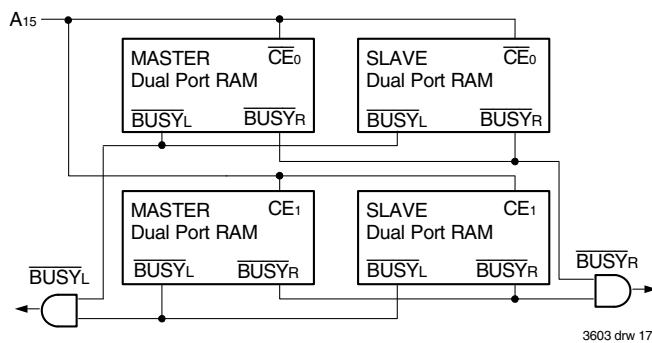 A15
MASTER CE0
Dual Port RAM
BUSYL BUSYR
SLAVE CE0
Dual Port RAM
BUSYL BUSYR
MASTER CE1
Dual Port RAM
BUSYL BUSYR
SLAVE CE1
Dual Port RAM
BUSYL BUSYR
BUSYL
BUSYR
3603 drw 17